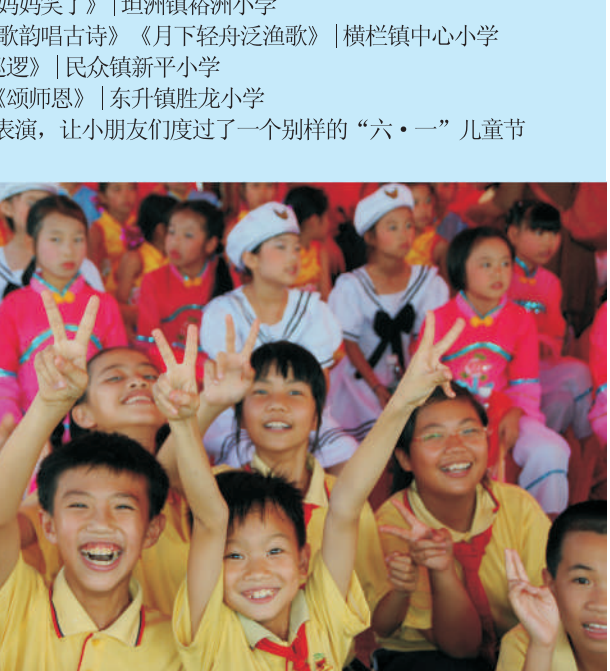 妈妈笑了》｜坦洲镇裕洲小学
歌韵唱古诗》《月下轻舟泛渔歌》｜横栏镇中心小学
巡逻》｜民众镇新平小学
《颂师恩》｜东升镇胜龙小学
表演，让小朋友们度过了一个别样的“六•一”儿童节